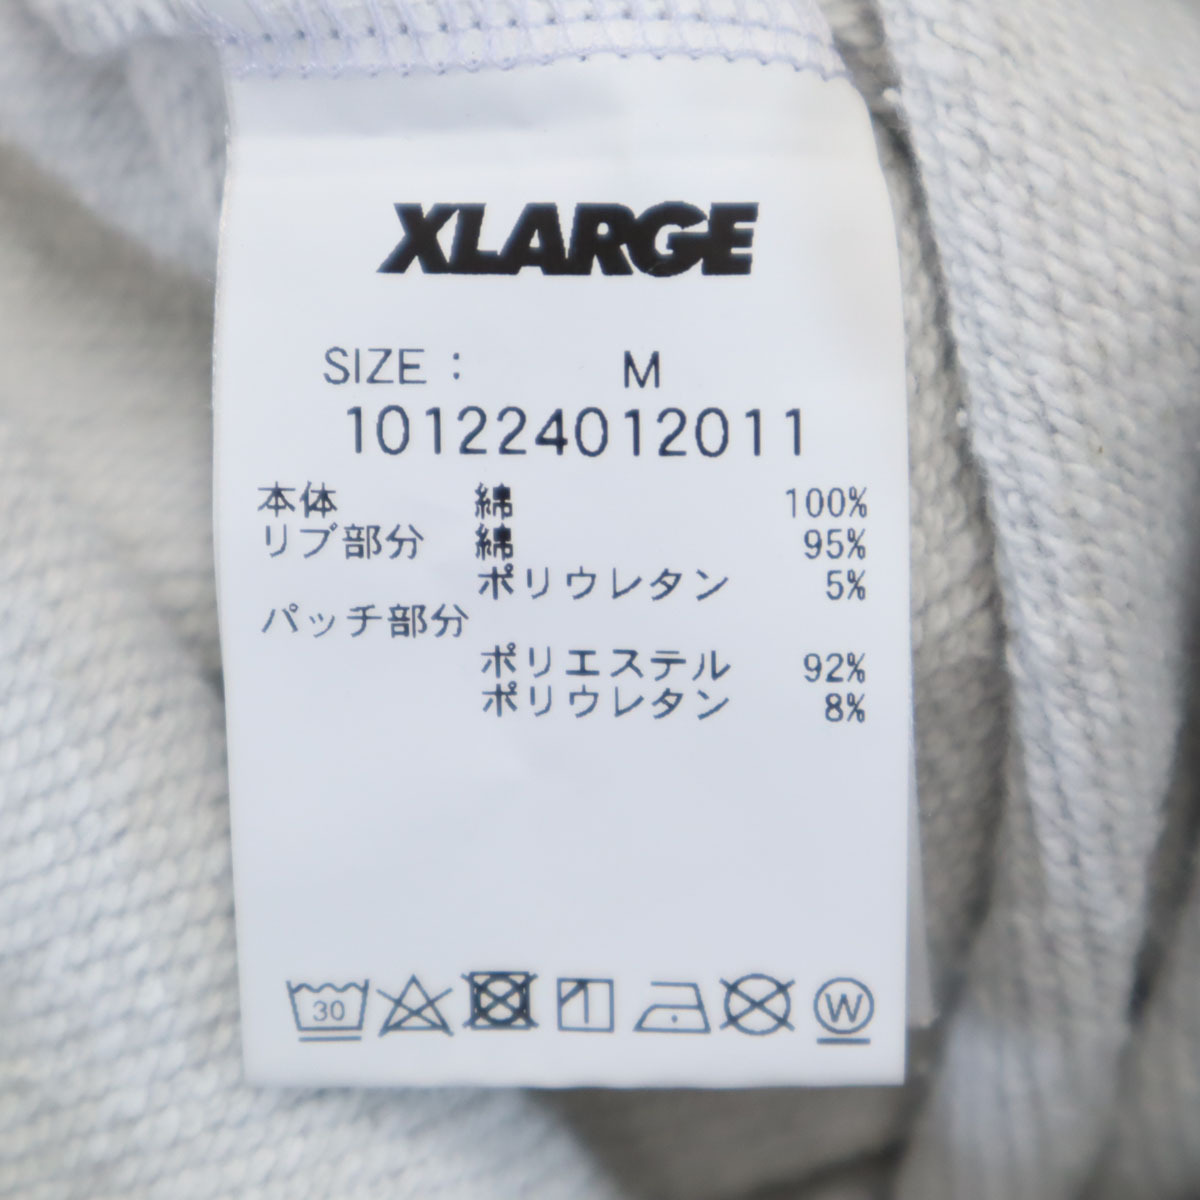 XLARGE
SIZE : M
101224012011
本体 綿 100%
リブ部分 綿 95%
ポリウレタン 5%
パッチ部分
ポリエステル 92%
ポリウレタン 8%
30 W